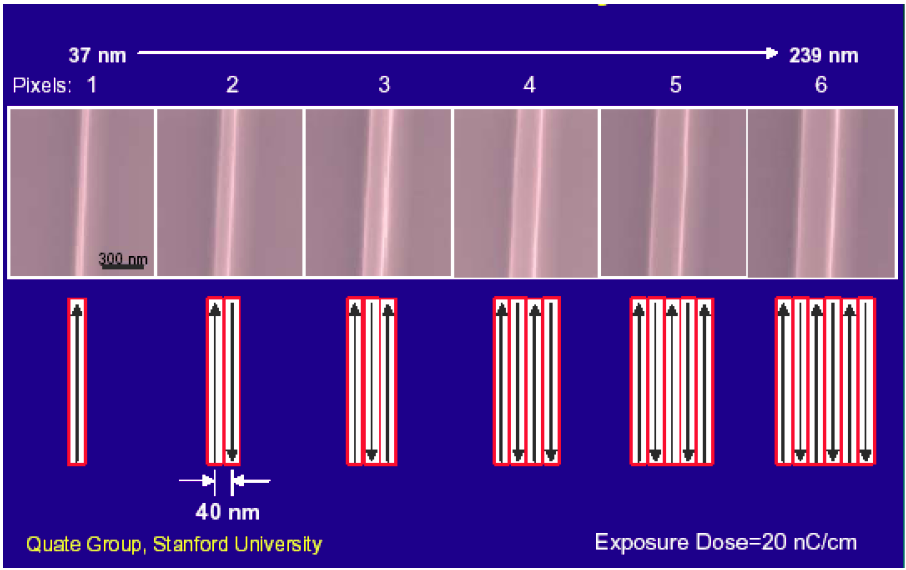 37 nm 239 nm
Pixels: 1 2 3 4 5 6
300 nm
40 nm
Quate Group, Stanford University
Exposure Dose=20 nC/cm